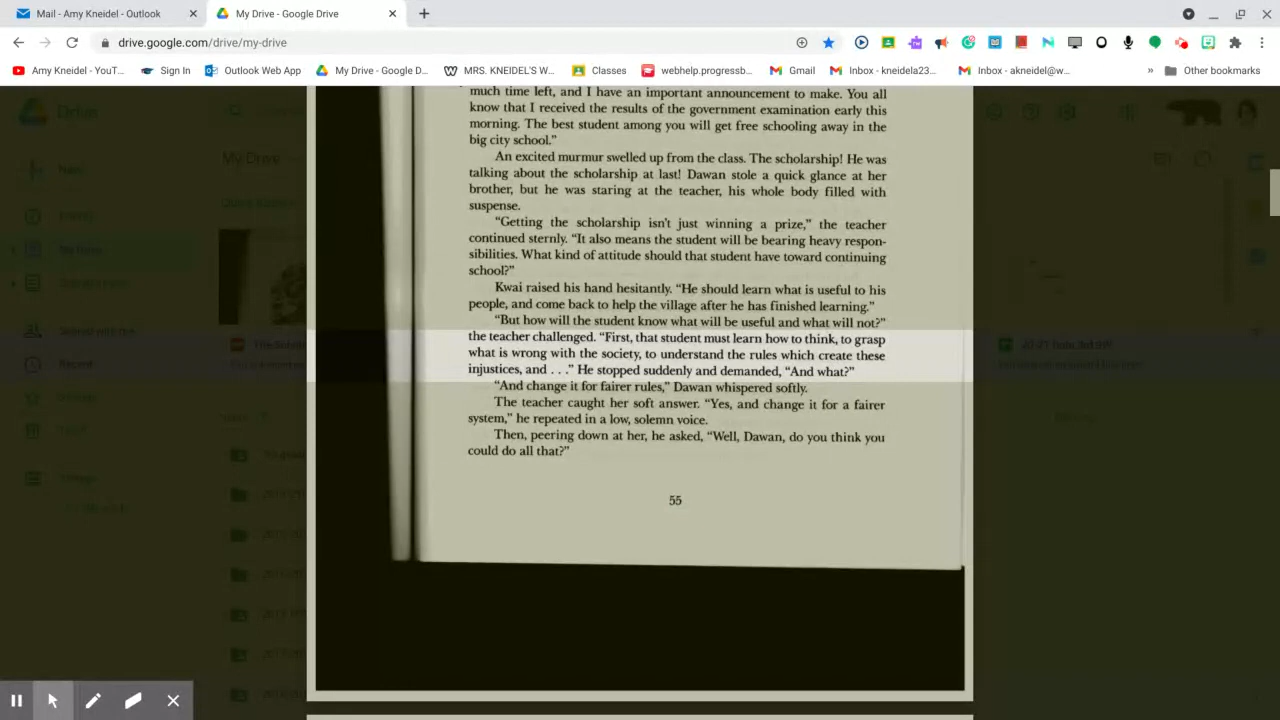 Mail - Amy Kneidel - Outlook
My Drive - Google Drive
drive.google.com/drive/my-drive
Amy Kneidel - YouT...
Sign In
Outlook Web App
My Drive - Google D...
MRS. KNEIDEL'S W...
Classes
webhelp.progressb...
Gmail
Inbox - kneidela23...
Inbox - akneidel@w...
»
Other bookmarks
Drive
My Drive
much time left, and I have an important announcement to make. You all
know that I received the results of the government examination early this
morning. The best student among you will get free schooling away in the
big city school.”
An excited murmur swelled up from the class. The scholarship! He was
talking about the scholarship at last! Dawan stole a quick glance at her
brother, but he was staring at the teacher, his whole body filled with
suspense.
“Getting the scholarship isn’t just winning a prize,” the teacher
continued sternly. “It also means the student will be bearing heavy respon-
sibilities. What kind of attitude should that student have toward continuing
school?”
Kwai raised his hand hesitantly. “He should learn what is useful to his
people, and come back to help the village after he has finished learning.”
“But how will the student know what will be useful and what will not?”
the teacher challenged. “First, that student must learn how to think, to grasp
what is wrong with the society, to understand the rules which create these
injustices, and . . .” He stopped suddenly and demanded, “And what?”
“And change it for fairer rules,” Dawan whispered softly.
The teacher caught her soft answer. “Yes, and change it for a fairer
system,” he repeated in a low, solemn voice.
Then, peering down at her, he asked, “Well, Dawan, do you think you
could do all that?”
55